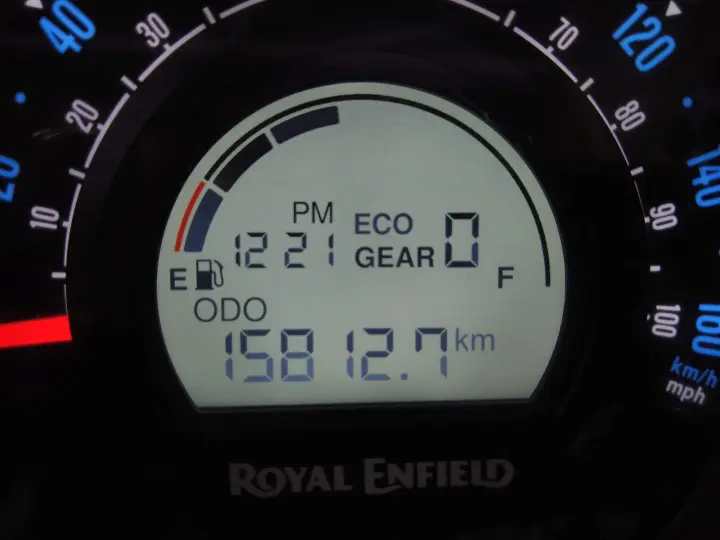 40
30
70
120
20
80
20
140
10
90
PM
ECO
12 21
GEAR 0
E
F
ODO
100
160
15812.7 km
km/h
mph
ROYAL ENFIELD